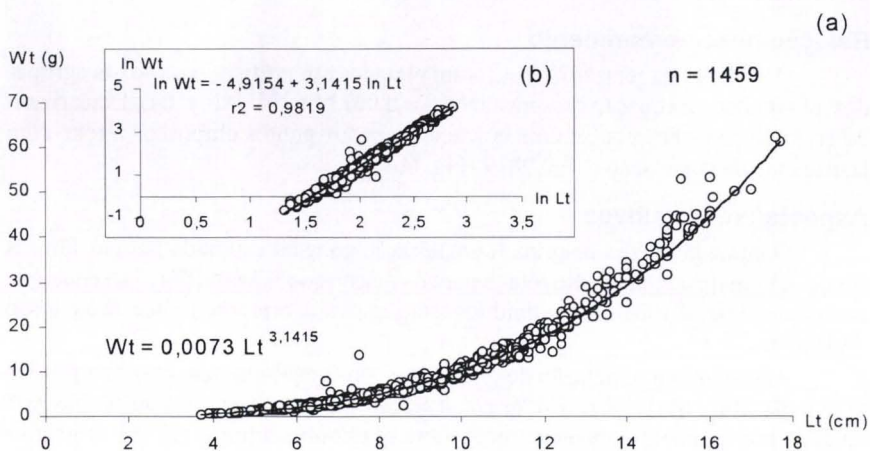 (a)
Wt (g)
70
60
50
40
30
20
10
0
0 2 4 6 8 10 12 14 16 18
Lt (cm)
n = 1459
Wt = 0,0073 Lt^3,1415
(b)
ln Wt
ln Wt = - 4,9154 + 3,1415 ln Lt
r2 = 0,9819
5
3
1
-1
0 0,5 1 1,5 2 2,5 3 3,5
ln Lt